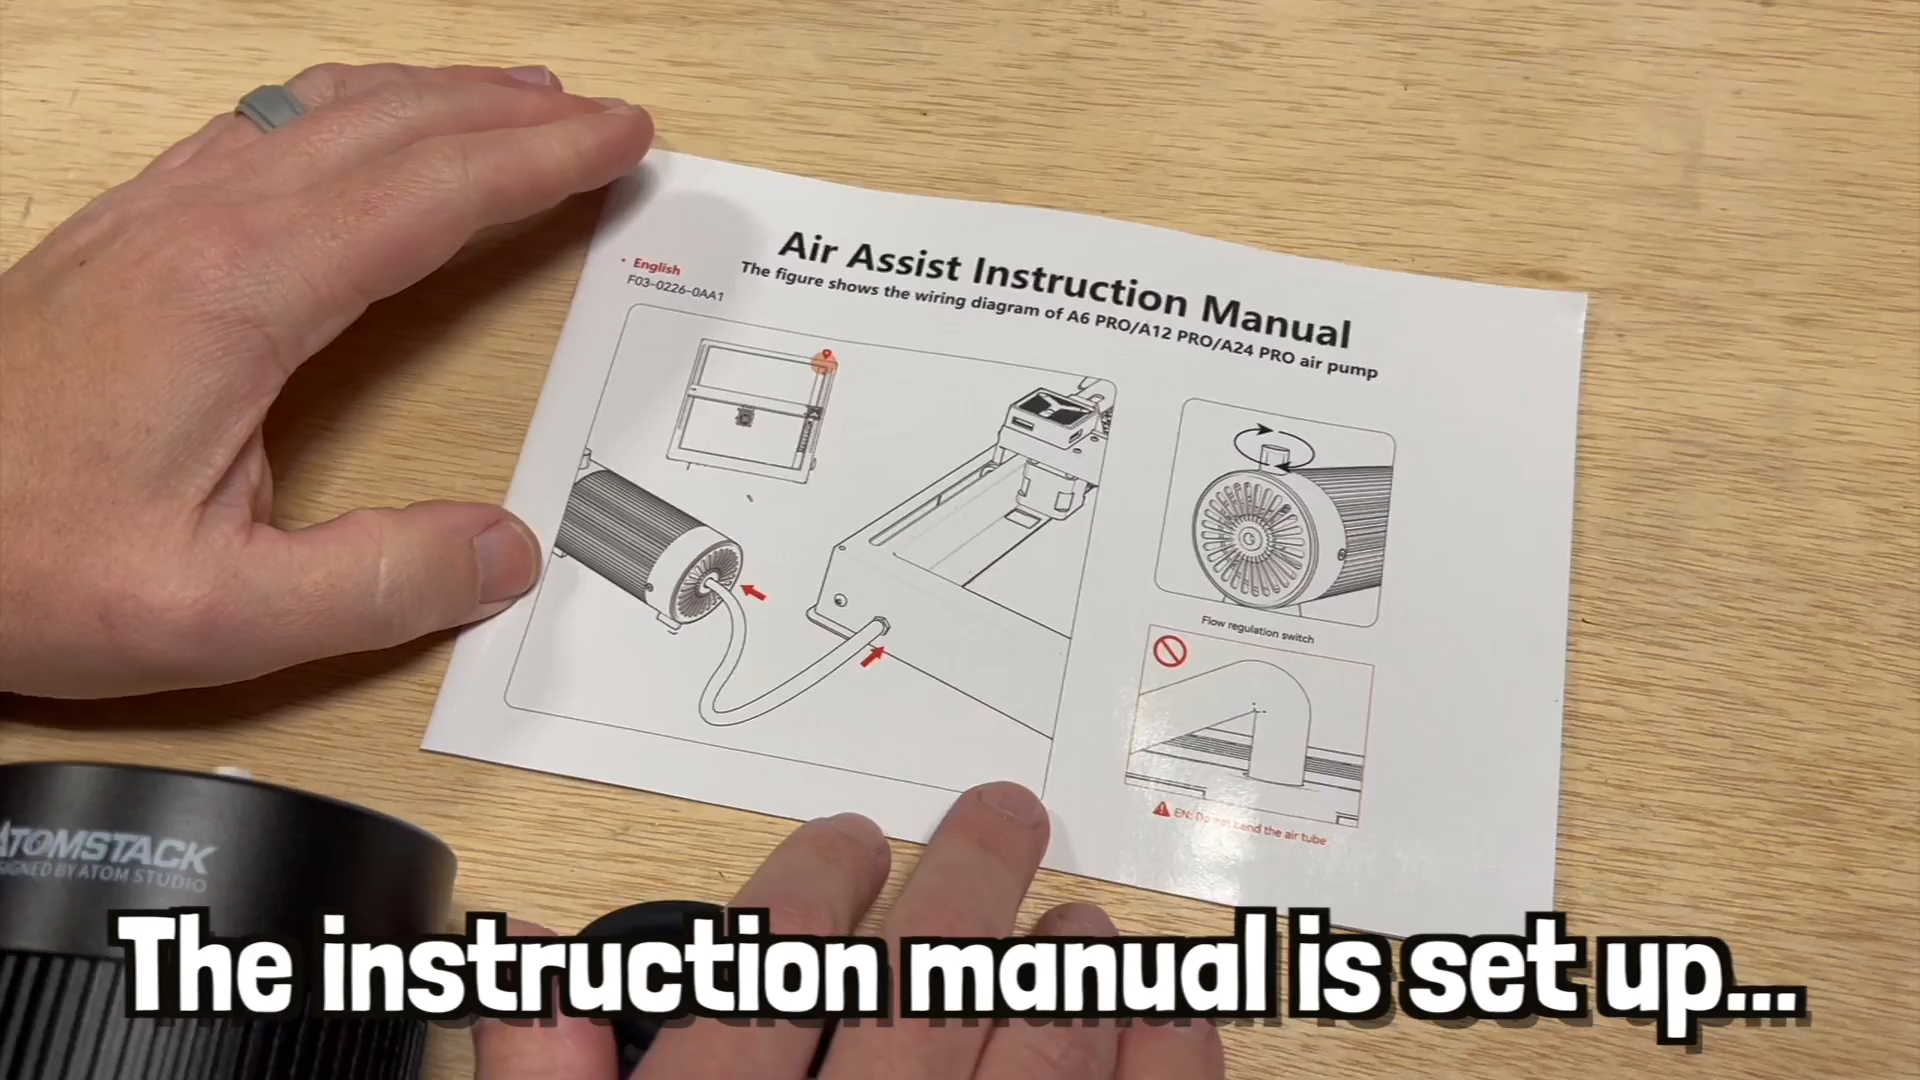 Air Assist Instruction Manual
The figure shows the wiring diagram of A6 PRO/A12 PRO/A24 PRO air pump
• English
F03-0226-0AA1
Flow regulation switch
EN: Do not bend the air tube
ATOMSTACK
SIGNED BY ATOM STUDIO
The instruction manual is set up...